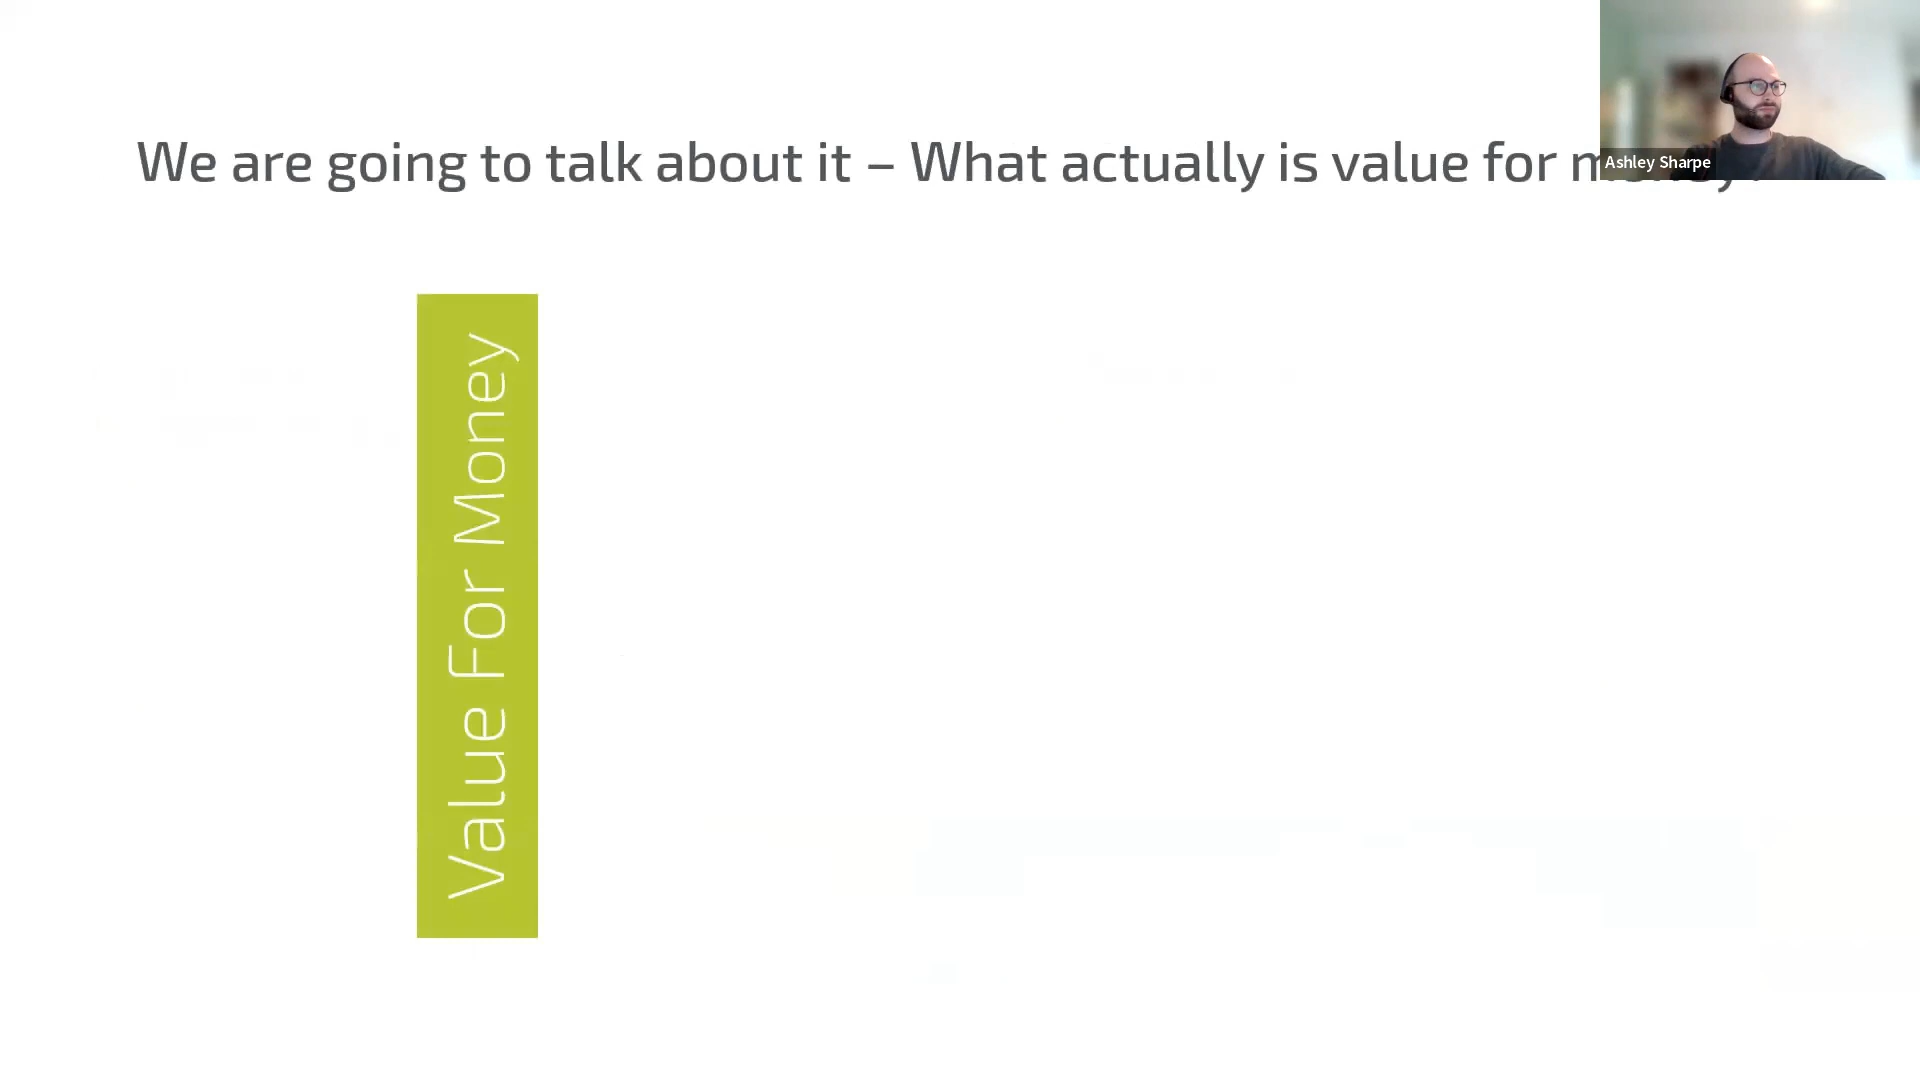 We are going to talk about it – What actually is value for
Ashley Sharpe
Value For Money